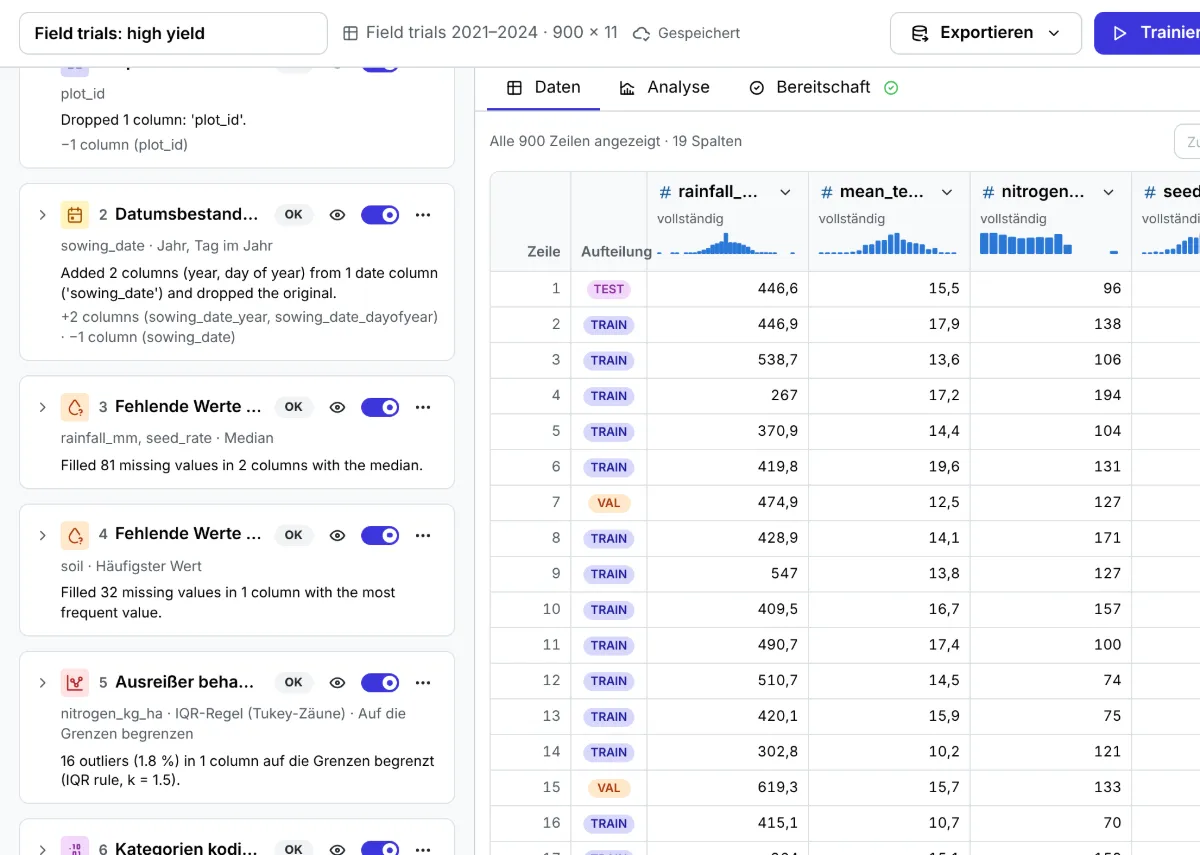 Field trials: high yield
Field trials 2021–2024 · 900 × 11
Gespeichert
Exportieren
Trainier
plot_id
Dropped 1 column: 'plot_id'.
−1 column (plot_id)
2 Datumsbestand... OK
sowing_date · Jahr, Tag im Jahr
Added 2 columns (year, day of year) from 1 date column
('sowing_date') and dropped the original.
+2 columns (sowing_date_year, sowing_date_dayofyear)
· −1 column (sowing_date)
3 Fehlende Werte ... OK
rainfall_mm, seed_rate · Median
Filled 81 missing values in 2 columns with the median.
4 Fehlende Werte ... OK
soil · Häufigster Wert
Filled 32 missing values in 1 column with the most
frequent value.
5 Ausreißer beha... OK
nitrogen_kg_ha · IQR-Regel (Tukey-Zäune) · Auf die
Grenzen begrenzen
16 outliers (1.8 %) in 1 column auf die Grenzen begrenzt
(IQR rule, k = 1.5).
6 Kategorien kodi... OK
Daten Analyse Bereitschaft
Alle 900 Zeilen angezeigt · 19 Spalten
Zu
Zeile Aufteilung # rainfall_... # mean_te... # nitrogen... # seed
vollständig vollständig vollständig vollständi
1 TEST 446,6 15,5 96
2 TRAIN 446,9 17,9 138
3 TRAIN 538,7 13,6 106
4 TRAIN 267 17,2 194
5 TRAIN 370,9 14,4 104
6 TRAIN 419,8 19,6 131
7 VAL 474,9 12,5 127
8 TRAIN 428,9 14,1 171
9 TRAIN 547 13,8 127
10 TRAIN 409,5 16,7 157
11 TRAIN 490,7 17,4 100
12 TRAIN 510,7 14,5 74
13 TRAIN 420,1 15,9 75
14 TRAIN 302,8 10,2 121
15 VAL 619,3 15,7 133
16 TRAIN 415,1 10,7 70